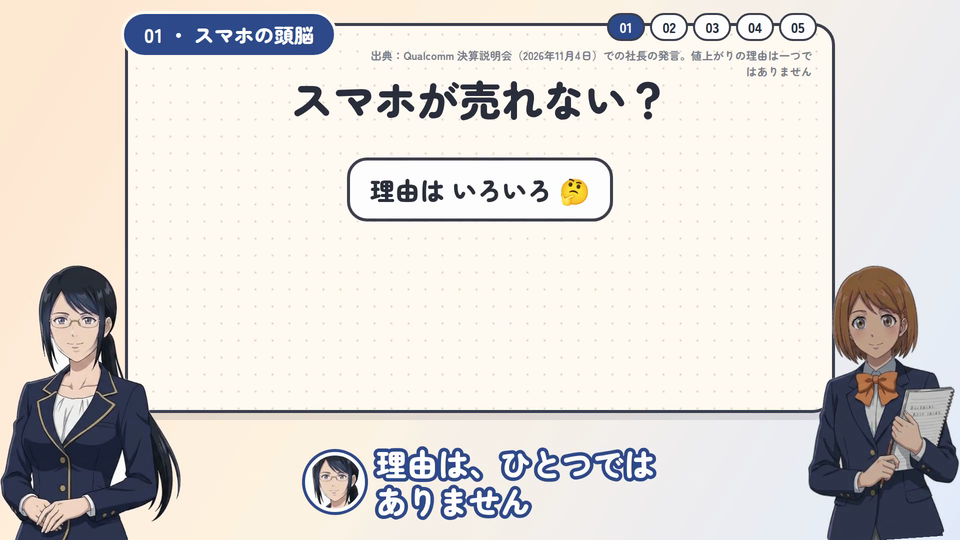 01 ・ スマホの頭脳
01 02 03 04 05
出典：Qualcomm 決算説明会（2026年11月4日）での社長の発言。値上がりの理由は一つで
はありません
スマホが売れない？
理由は いろいろ 🤔
理由は、ひとつでは
ありません